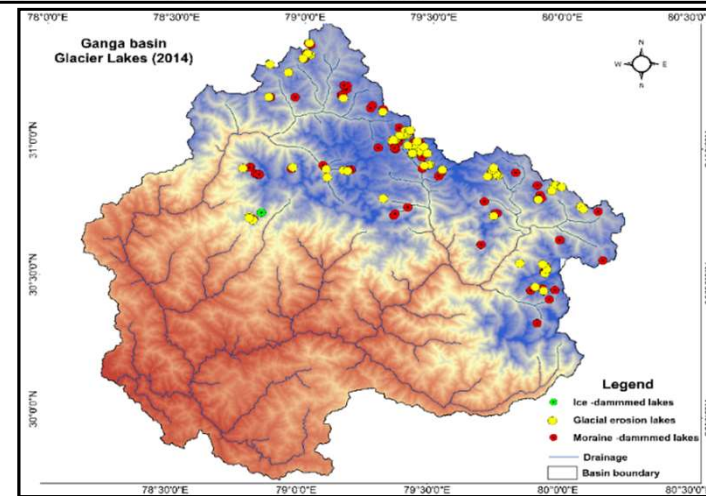 78°0'0"E 78°30'0"E 79°0'0"E 79°30'0"E 80°0'0"E 80°30'0"E
Ganga basin
Glacier Lakes (2014)
N
W E
N
31°0'0"N
30°30'0"N
30°0'0"N
Legend
Ice -dammmed lakes
Glacial erosion lakes
Moraine -dammmed lakes
Drainage
Basin boundary
78°30'0"E 79°0'0"E 79°30'0"E 80°0'0"E 80°30'0"E